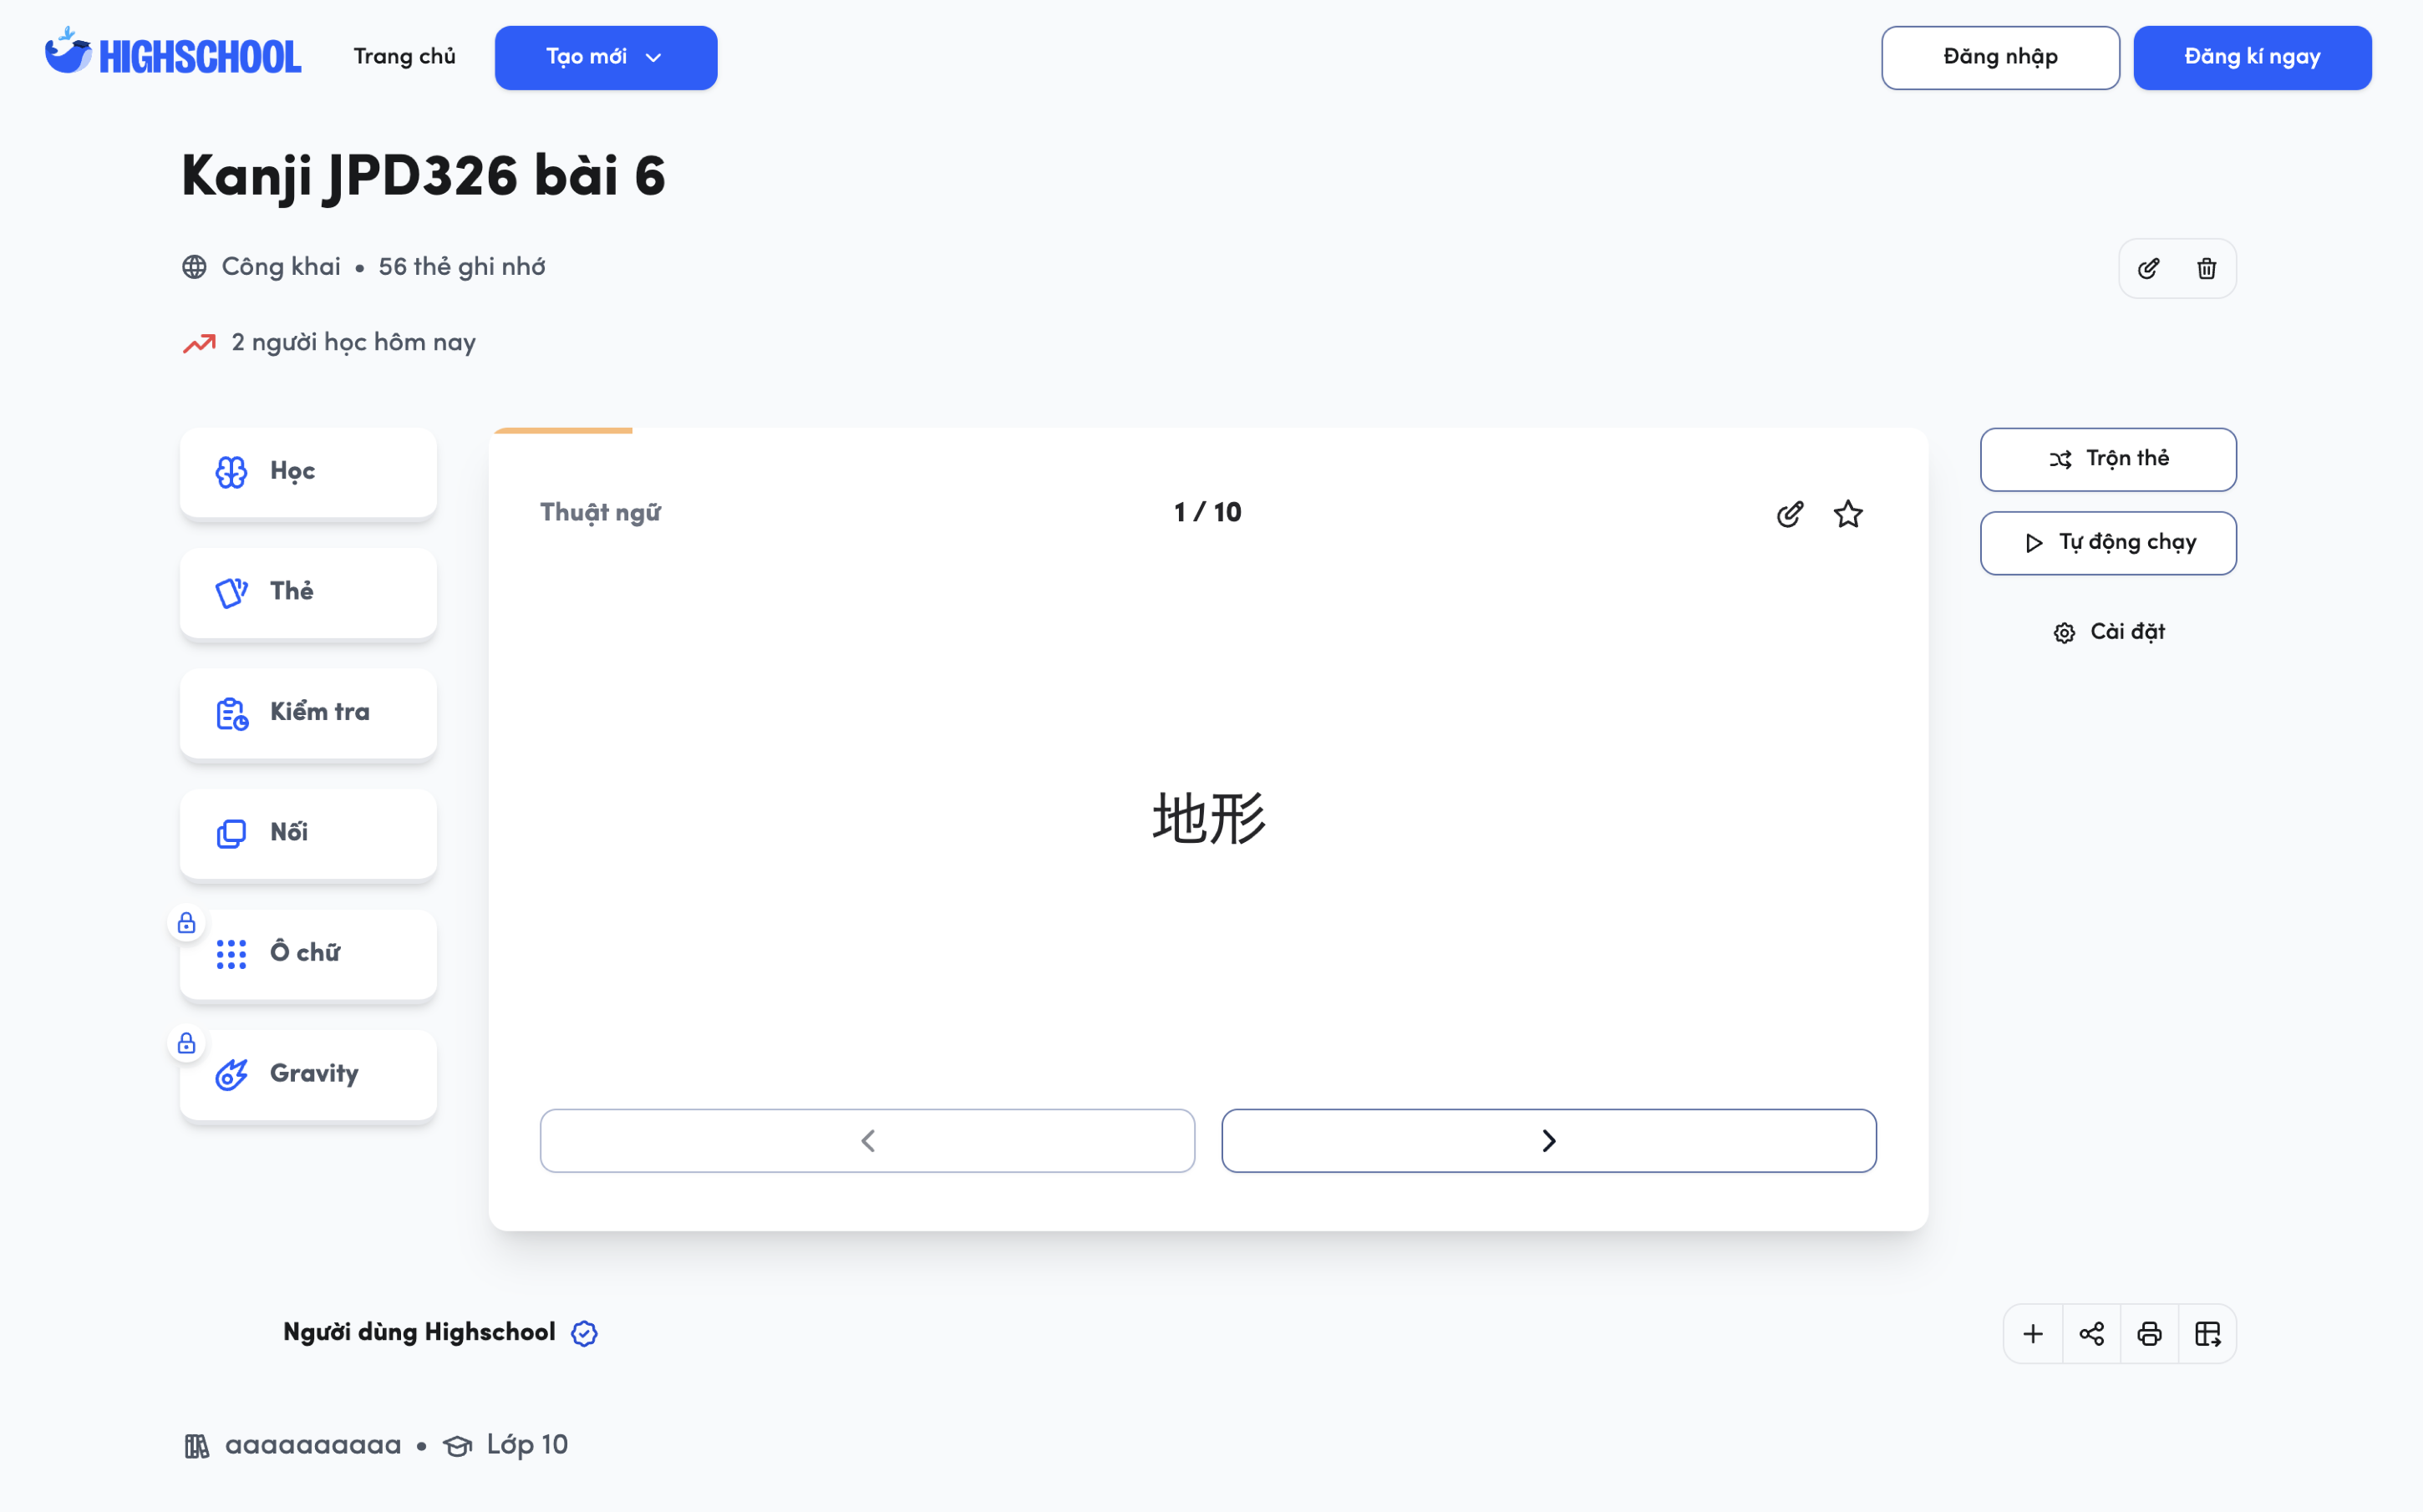 HIGHSCHOOL
Trang chủ
Tạo mới
Đăng nhập
Đăng kí ngay
Kanji JPD326 bài 6
Công khai • 56 thẻ ghi nhớ
2 người học hôm nay
Học
Thẻ
Kiểm tra
Nối
Ô chữ
Gravity
Thuật ngữ
1 / 10
地形
Trộn thẻ
Tự động chạy
Cài đặt
Người dùng Highschool
aaaaaaaaaa • Lớp 10